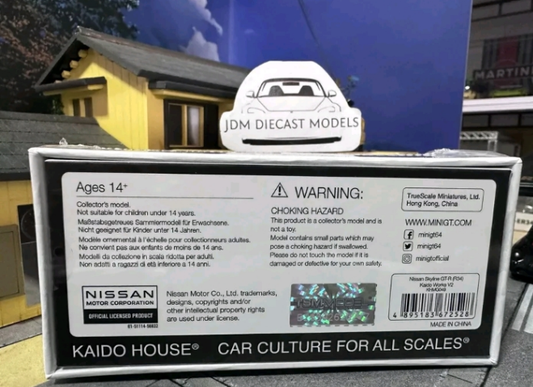 JDM DIECAST MODELS
MARTIN
Ages 14+
Collector's model.
Not suitable for children under 14 years.
Maßstabsgetreues Sammlermodell für Erwachsene.
Nicht geeignet für Kinder unter 14 Jahren.
Modèle ornemental à l'échelle pour collectionneurs adultes.
Ne convient pas aux enfants de moins de 14 ans.
Modelli da collezione in scala ridotta per adulti.
Non adatti a ragazzi di età inferiore a 14 anni.
WARNING:
CHOKING HAZARD
This product is a collector's model and is
not a toy.
Model contains small parts which may
pose a choking hazard if swallowed.
Please do not touch the model if it is
damaged or defective for your own safety.
TrueScale Miniatures, Ltd.
Hong Kong, China
WWW.MINIGT.COM
minigt64
minigt64
minigt64official
NISSAN
MOTOR CORPORATION
OFFICIAL LICENSED PRODUCT
Nissan Motor Co., Ltd. trademarks,
designs, copyrights and/or
other intellectual property rights
are used under license.
Nissan Skyline GT-R (R34)
Kaido Works V2
KHMG049
4 895183 672528
MADE IN CHINA
KAIDO HOUSE® CAR CULTURE FOR ALL SCALES®